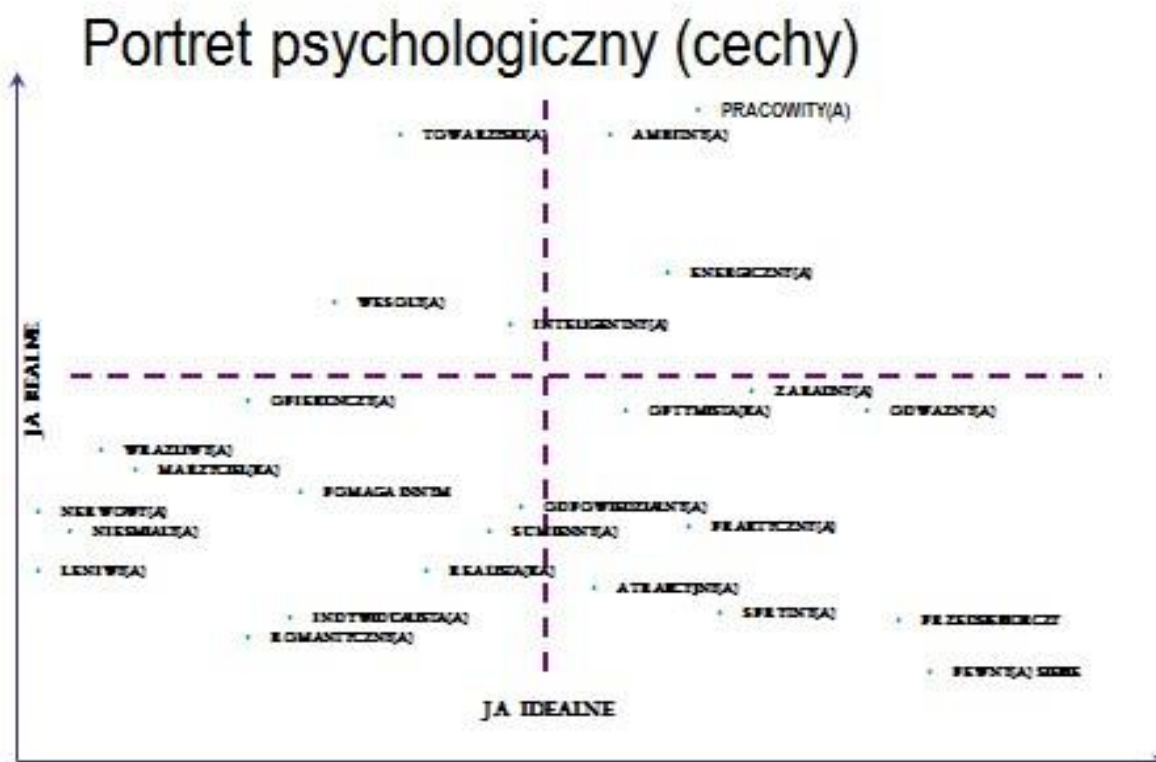 Portret psychologiczny (cechy)
PRACOWITY(A)
TOWARZYSKI(A)
AMBITNY(A)
ENERGICZNY(A)
WESOŁY(A)
INTELIGENTNY(A)
ZARADNY(A)
OPIEKUŃCZY(A)
OPTYMISTA(KA)
ODWAŻNY(A)
WRAŻLIWY(A)
MARZYCIEL(KA)
POMAGA INNYM
NERWOWY(A)
ODPOWIEDZIALNY(A)
NIEŚMIAŁY(A)
SUMIENNY(A)
PRAKTYCZNY(A)
LENIWY(A)
REALISTA(KA)
ATRAKCYJNY(A)
SPRYTNY(A)
INDYWIDUALISTA(A)
PRZEDSIĘBIORCZY
ROMANTYCZNY(A)
PEWNY(A) SIEBIE
JA REALNE
JA IDEALNE